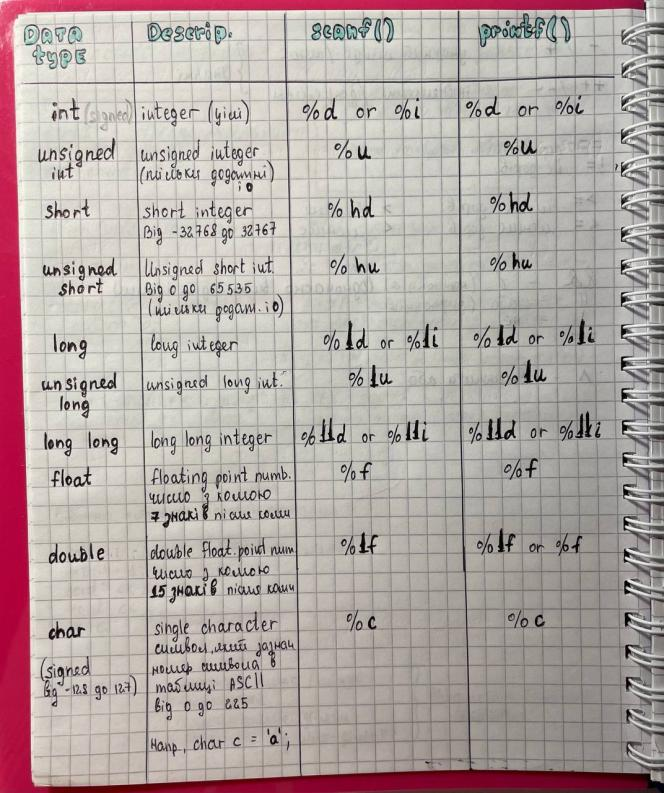 DATA TYPE Descrip. scanf() printf()
int (signed) integer (цілі) %d or %i %d or %i
unsigned int unsigned integer %u %u
(тільки додатні і 0)
short short integer %hd %hd
від -32768 до 32767
unsigned short Unsigned short int. %hu %hu
від 0 до 65535
(тільки додат. і 0)
long long integer %ld or %li %ld or %li
unsigned long unsigned long int. %lu %lu
long long long long integer %lld or %lli %lld or %lli
float floating point numb. %f %f
число з комою
7 знаків після коми
double double float.point num %lf %lf or %f
число з комою
15 знаків після коми
char single character %c %c
символ, який зазнач
(signed номер символа в
від -128 до 127) таблиці ASCII
від 0 до 225
Напр, char c = 'a';